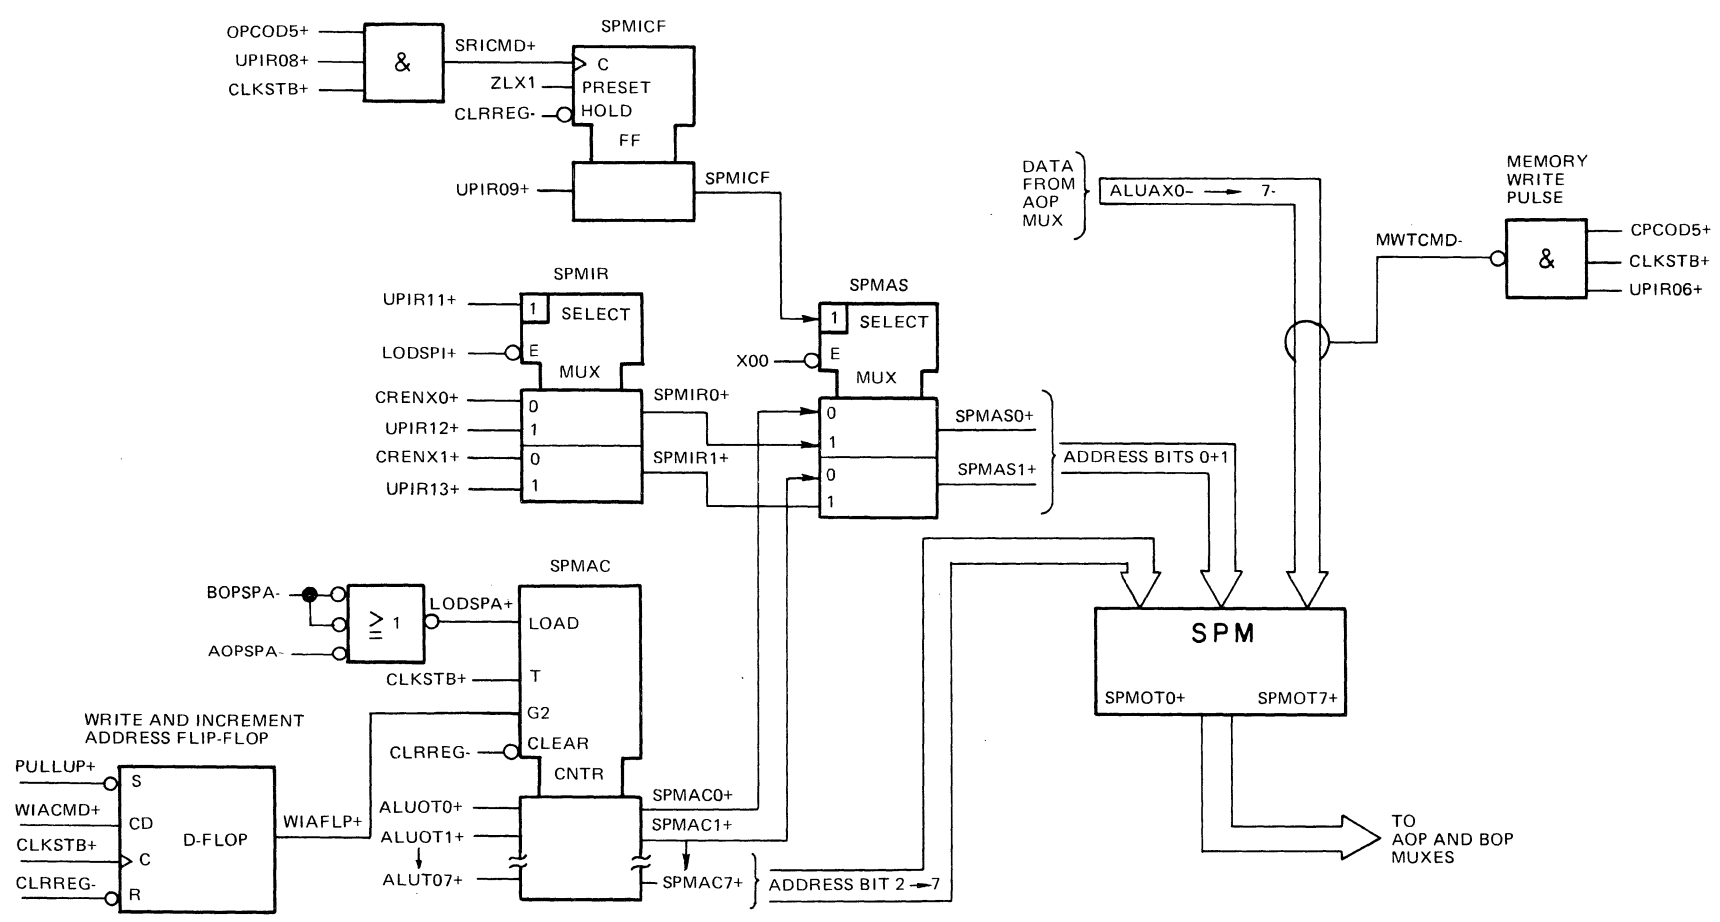 SPMICF
OPCOD5+
UPIR08+
CLKSTB+
&
SRICMD+
ZLX1
CLRREG-
C
PRESET
HOLD
FF
UPIR09+
SPMICF
DATA
FROM
AOP
MUX
ALUAX0- 7-
MEMORY
WRITE
PULSE
MWTCMD-
&
CPCOD5+
CLKSTB+
UPIR06+
SPMIR
UPIR11+
1 SELECT
LODSPI+
E
MUX
CRENX0+
0
UPIR12+
1
CRENX1+
0
UPIR13+
1
SPMIR0+
SPMIR1+
SPMAS
1 SELECT
X00
E
MUX
0
1
0
1
SPMAS0+
SPMAS1+
ADDRESS BITS 0+1
SPMAC
BOPSPA-
AOPSPA-
≥ 1
LODSPA+
LOAD
CLKSTB+
T
G2
CLRREG-
CLEAR
CNTR
WRITE AND INCREMENT
ADDRESS FLIP-FLOP
PULLUP+
S
WIACMD+
CD
D-FLOP
CLKSTB+
C
CLRREG-
R
WIAFLP+
ALUOT0+
ALUOT1+
ALUT07+
SPMAC0+
SPMAC1+
SPMAC7+
ADDRESS BIT 2 7
SPM
SPMOT0+ SPMOT7+
TO
AOP AND BOP
MUXES